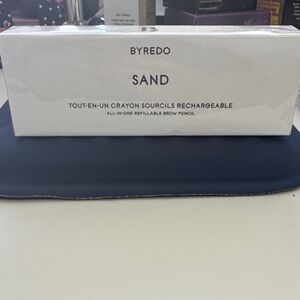 BYREDO
SAND
TOUT-EN-UN CRAYON SOURCILS RECHARGEABLE
ALL-IN-ONE REFILLABLE BROW PENCIL